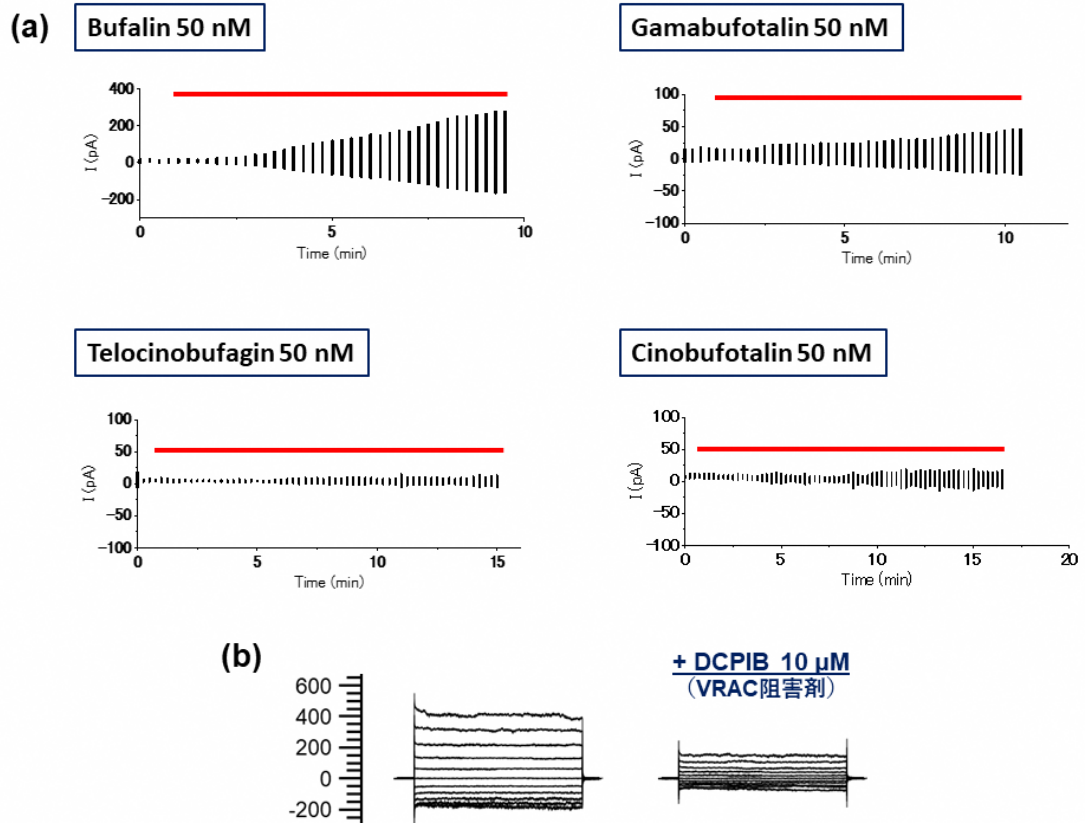 (a)
Bufalin 50 nM
400
200
0
−200
I (pA)
0
5
10
Time (min)
Gamabufotalin 50 nM
100
50
0
−50
−100
I (pA)
0
5
10
Time (min)
Telocinobufagin 50 nM
100
50
0
−50
−100
I (pA)
0
5
10
15
Time (min)
Cinobufotalin 50 nM
100
50
0
−50
−100
I (pA)
0
5
10
15
20
Time (min)
(b)
600
400
200
0
-200
+ DCPIB 10 µM
（VRAC阻害剤）